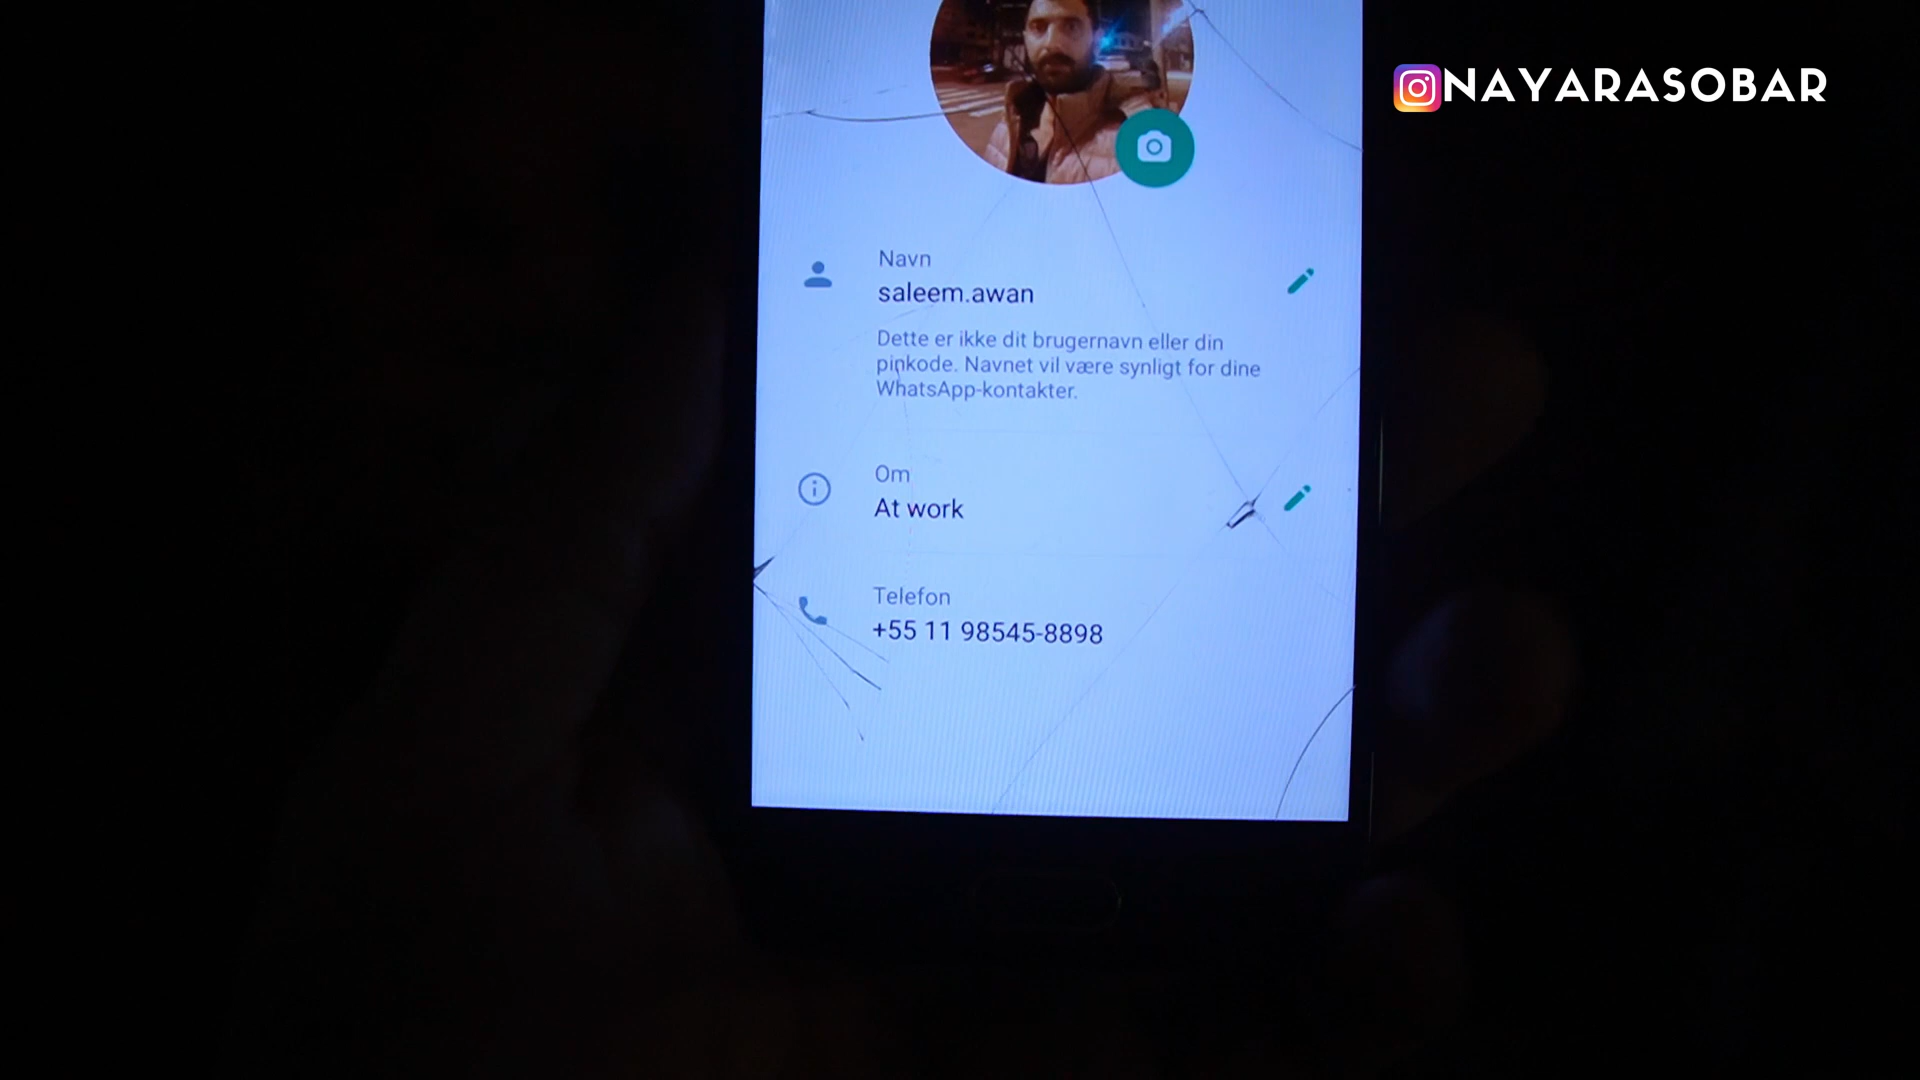 NAYARASOBAR
Navn
saleem.awan
Dette er ikke dit brugernavn eller din
pinkode. Navnet vil være synligt for dine
WhatsApp-kontakter.
Om
At work
Telefon
+55 11 98545-8898